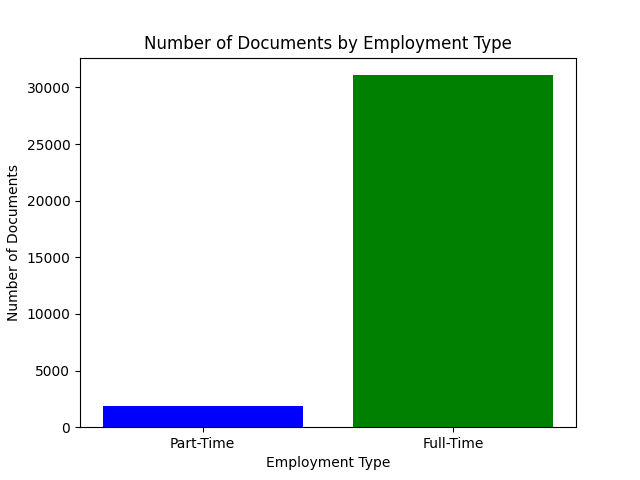 Number of Documents by Employment Type
Number of Documents
30000
25000
20000
15000
10000
5000
0
Part-Time Full-Time
Employment Type